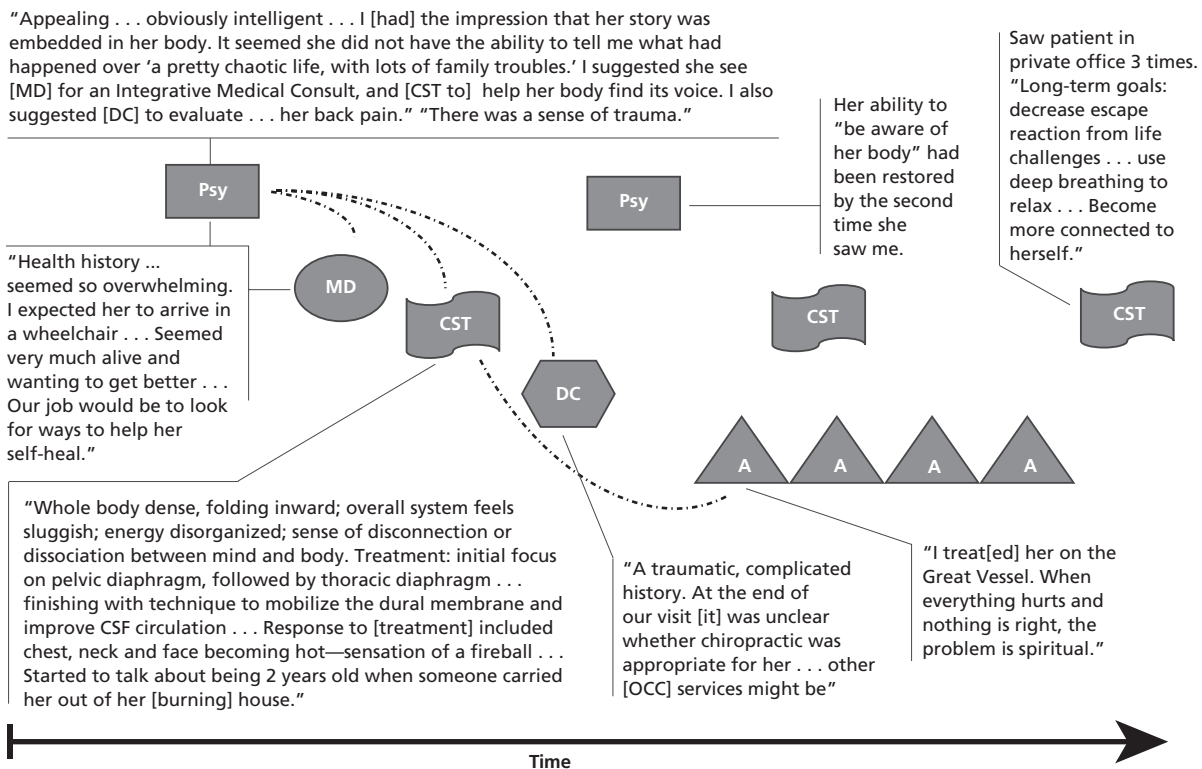 “Appealing . . . obviously intelligent . . . I [had] the impression that her story was
embedded in her body. It seemed she did not have the ability to tell me what had
happened over ‘a pretty chaotic life, with lots of family troubles.’ I suggested she see
[MD] for an Integrative Medical Consult, and [CST to] help her body find its voice. I also
suggested [DC] to evaluate . . . her back pain.” “There was a sense of trauma.”
Saw patient in
private office 3 times.
“Long-term goals:
decrease escape
reaction from life
challenges . . . use
deep breathing to
relax . . . Become
more connected to
herself.”
Her ability to
“be aware of
her body” had
been restored
by the second
time she
saw me.
Psy
Psy
“Health history ...
seemed so overwhelming.
I expected her to arrive in
a wheelchair . . . Seemed
very much alive and
wanting to get better . . .
Our job would be to look
for ways to help her
self-heal.”
MD
CST
CST
CST
DC
A
A
A
A
“Whole body dense, folding inward; overall system feels
sluggish; energy disorganized; sense of disconnection or
dissociation between mind and body. Treatment: initial focus
on pelvic diaphragm, followed by thoracic diaphragm . . .
finishing with technique to mobilize the dural membrane and
improve CSF circulation . . . Response to [treatment] included
chest, neck and face becoming hot—sensation of a fireball . . .
Started to talk about being 2 years old when someone carried
her out of her [burning] house.”
“A traumatic, complicated
history. At the end of
our visit [it] was unclear
whether chiropractic was
appropriate for her . . . other
[OCC] services might be”
“I treat[ed] her on the
Great Vessel. When
everything hurts and
nothing is right, the
problem is spiritual.”
Time